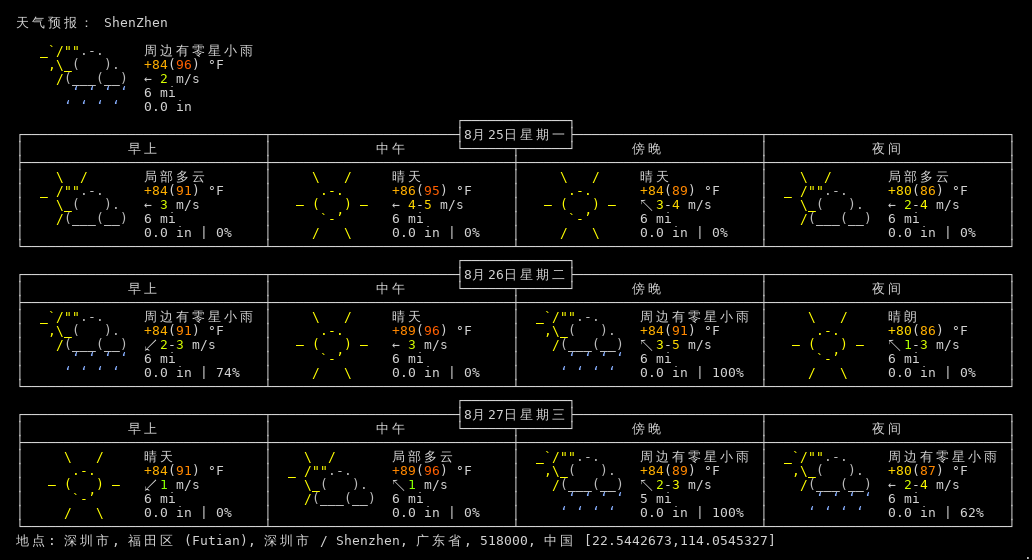 天气预报： ShenZhen
周边有零星小雨
+84(96) °F
← 2 m/s
6 mi
0.0 in
8月25日星期一
早上 中午 傍晚 夜间
局部多云 晴天 晴天 局部多云
+84(91) °F +86(95) °F +84(89) °F +80(86) °F
← 3 m/s ← 4-5 m/s ↖ 3-4 m/s ← 2-4 m/s
6 mi 6 mi 6 mi 6 mi
0.0 in | 0% 0.0 in | 0% 0.0 in | 0% 0.0 in | 0%
8月26日星期二
早上 中午 傍晚 夜间
周边有零星小雨 晴天 周边有零星小雨 晴朗
+84(91) °F +89(96) °F +84(91) °F +80(86) °F
↙ 2-3 m/s ← 3 m/s ↖ 3-5 m/s ↖ 1-3 m/s
6 mi 6 mi 6 mi 6 mi
0.0 in | 74% 0.0 in | 0% 0.0 in | 100% 0.0 in | 0%
8月27日星期三
早上 中午 傍晚 夜间
晴天 局部多云 周边有零星小雨 周边有零星小雨
+84(91) °F +89(96) °F +84(89) °F +80(87) °F
↙ 1 m/s ↖ 1 m/s ↖ 2-3 m/s ← 2-4 m/s
6 mi 6 mi 5 mi 6 mi
0.0 in | 0% 0.0 in | 0% 0.0 in | 100% 0.0 in | 62%
地点: 深圳市, 福田区 (Futian), 深圳市 / Shenzhen, 广东省, 518000, 中国 [22.5442673,114.0545327]